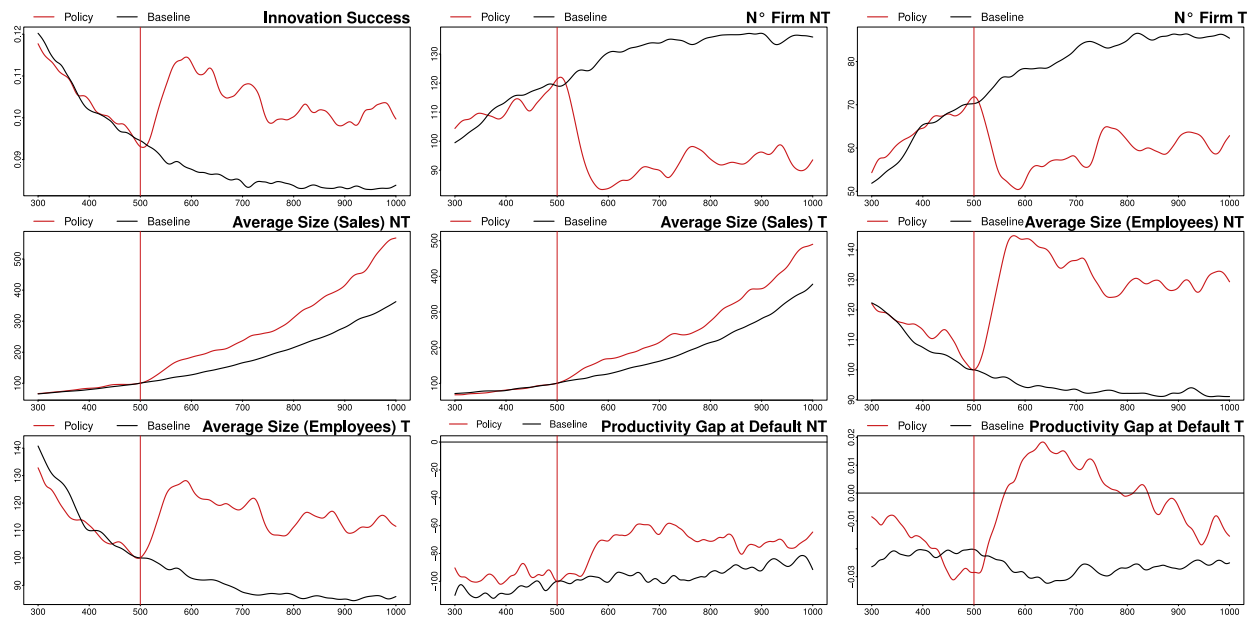 Policy Baseline Innovation Success
0.12
0.11
0.10
0.09
300 400 500 600 700 800 900 1000
Policy Baseline N° Firm NT
130
120
110
100
90
300 400 500 600 700 800 900 1000
Policy Baseline N° Firm T
80
70
60
50
300 400 500 600 700 800 900 1000
Policy Baseline Average Size (Sales) NT
500
400
300
200
100
300 400 500 600 700 800 900 1000
Policy Baseline Average Size (Sales) T
500
400
300
200
100
300 400 500 600 700 800 900 1000
Policy Baseline Average Size (Employees) NT
140
130
120
110
100
90
300 400 500 600 700 800 900 1000
Policy Baseline Average Size (Employees) T
140
130
120
110
100
90
300 400 500 600 700 800 900 1000
Policy Baseline Productivity Gap at Default NT
0
−20
−40
−60
−80
−100
300 400 500 600 700 800 900 1000
Policy Baseline Productivity Gap at Default T
0.02
0.01
0.00
−0.01
−0.03
300 400 500 600 700 800 900 1000